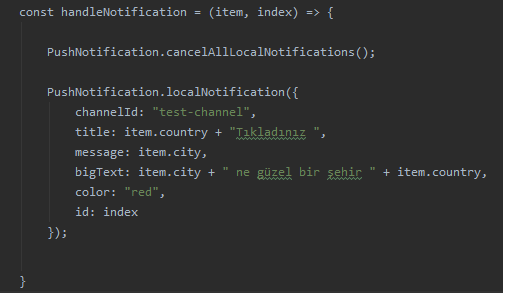 const handleNotification = (item, index) => {
PushNotification.cancelAllLocalNotifications();
PushNotification.localNotification({
channelId: "test-channel",
title: item.country + "Tıkladınız ",
message: item.city,
bigText: item.city + " ne güzel bir şehir " + item.country,
color: "red",
id: index
});
}